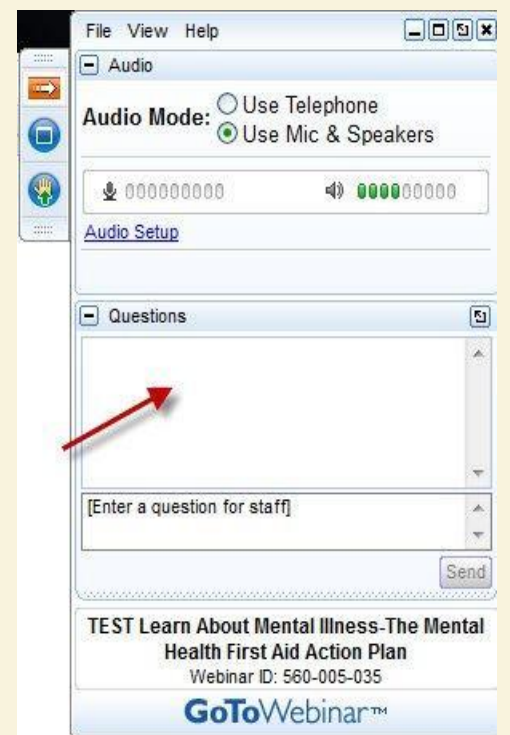 File View Help
Audio
Audio Mode: Use Telephone
Use Mic & Speakers
000000000 000000000
Audio Setup
Questions
[Enter a question for staff]
Send
TEST Learn About Mental Illness-The Mental
Health First Aid Action Plan
Webinar ID: 560-005-035
GoToWebinar™